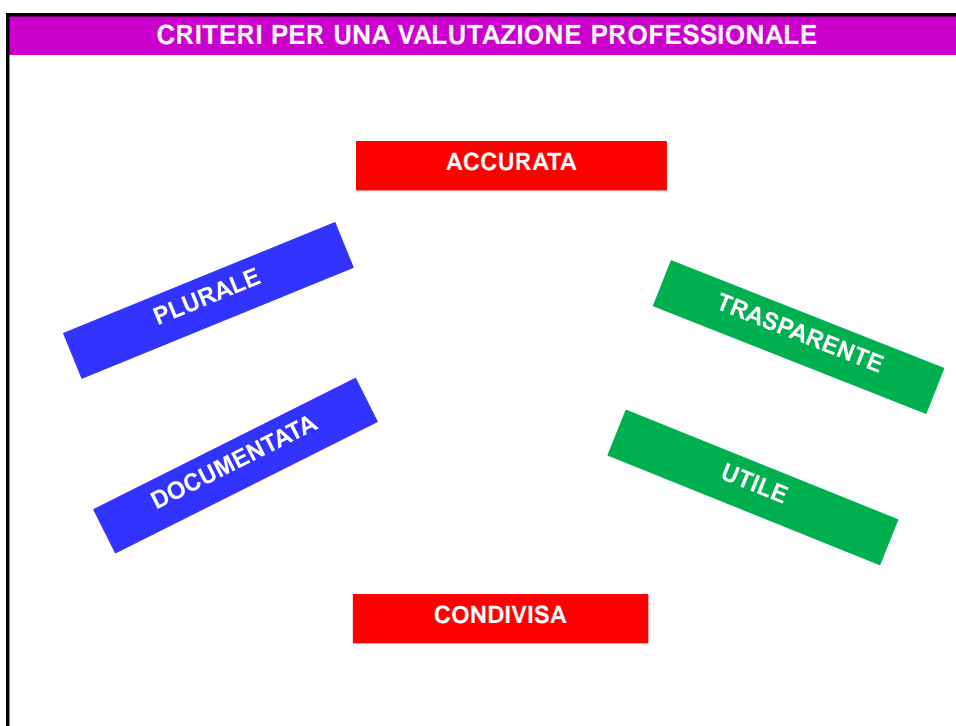 CRITERI PER UNA VALUTAZIONE PROFESSIONALE
ACCURATA
PLURALE
TRASPARENTE
DOCUMENTATA
UTILE
CONDIVISA